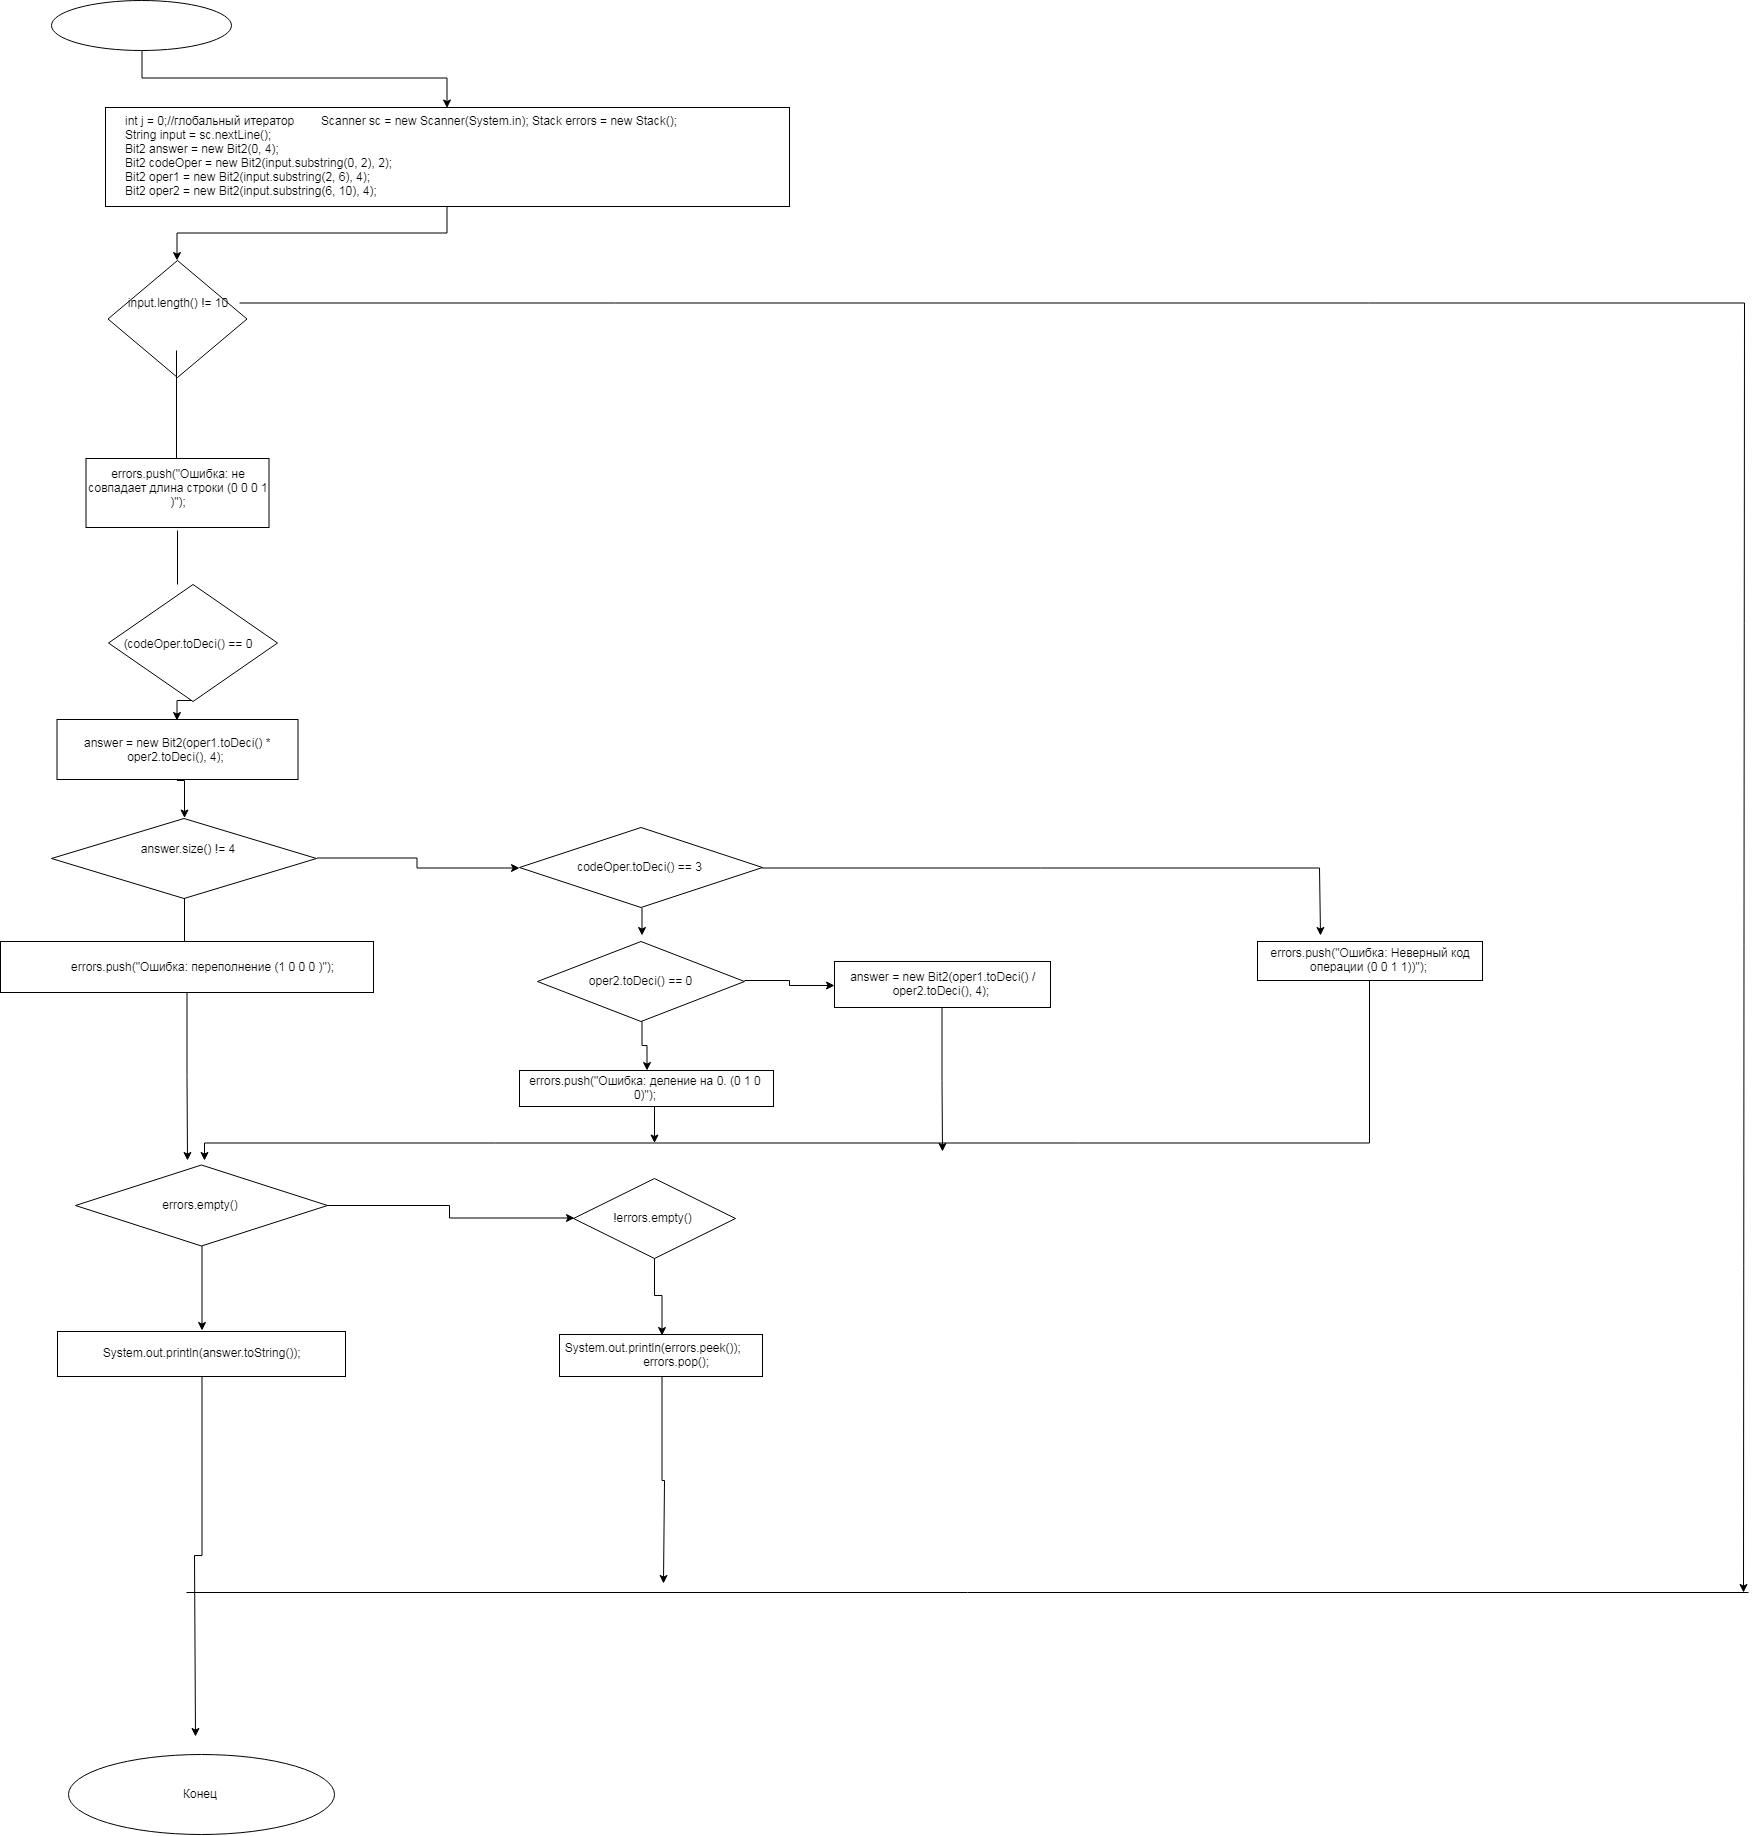 int j = 0;//глобальный итератор        Scanner sc = new Scanner(System.in); Stack errors = new Stack();
String input = sc.nextLine();
Bit2 answer = new Bit2(0, 4);
Bit2 codeOper = new Bit2(input.substring(0, 2), 2);
Bit2 oper1 = new Bit2(input.substring(2, 6), 4);
Bit2 oper2 = new Bit2(input.substring(6, 10), 4);
input.length() != 10
errors.push("Ошибка: не
совпадает длина строки (0 0 0 1
)");
(codeOper.toDeci() == 0
answer = new Bit2(oper1.toDeci() *
oper2.toDeci(), 4);
answer.size() != 4
codeOper.toDeci() == 3
errors.push("Ошибка: переполнение (1 0 0 0 )");
oper2.toDeci() == 0
answer = new Bit2(oper1.toDeci() /
oper2.toDeci(), 4);
errors.push("Ошибка: Неверный код
операции (0 0 1 1))");
errors.push("Ошибка: деление на 0. (0 1 0
0)");
errors.empty()
!errors.empty()
System.out.println(answer.toString());
System.out.println(errors.peek());
errors.pop();
Конец